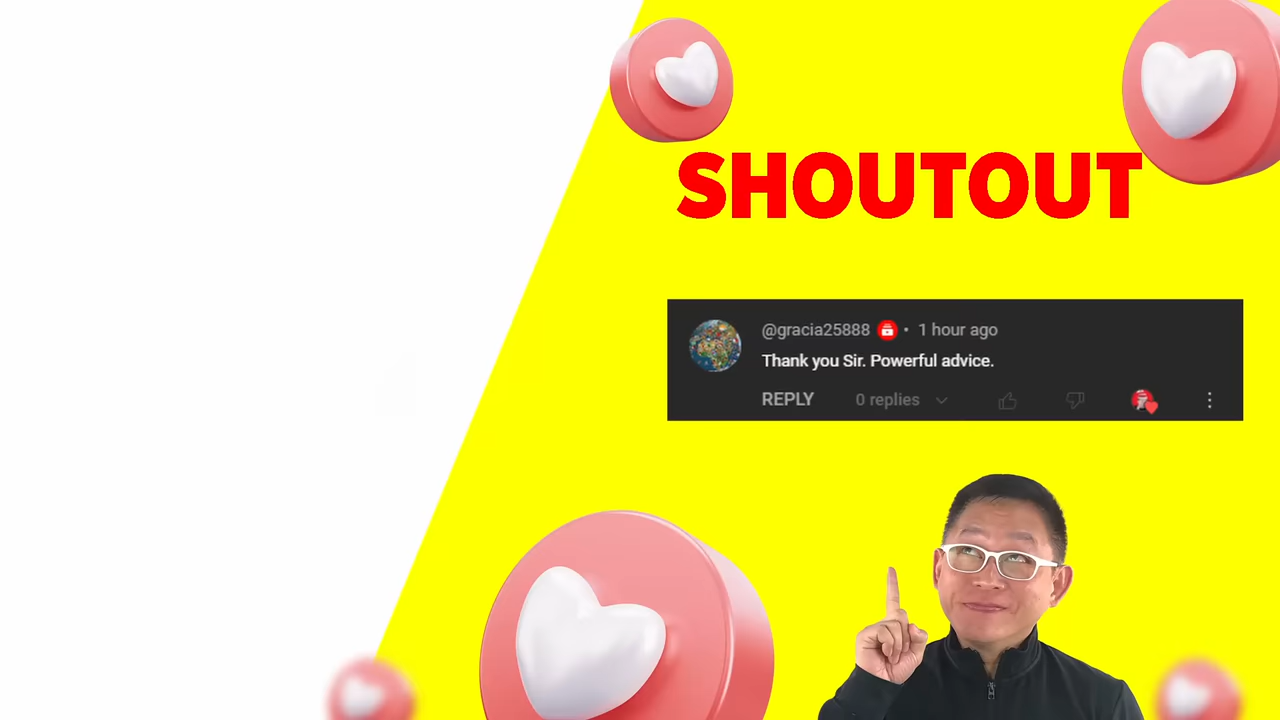 SHOUTOUT
@gracia25888 • 1 hour ago
Thank you Sir. Powerful advice.
REPLY 0 replies